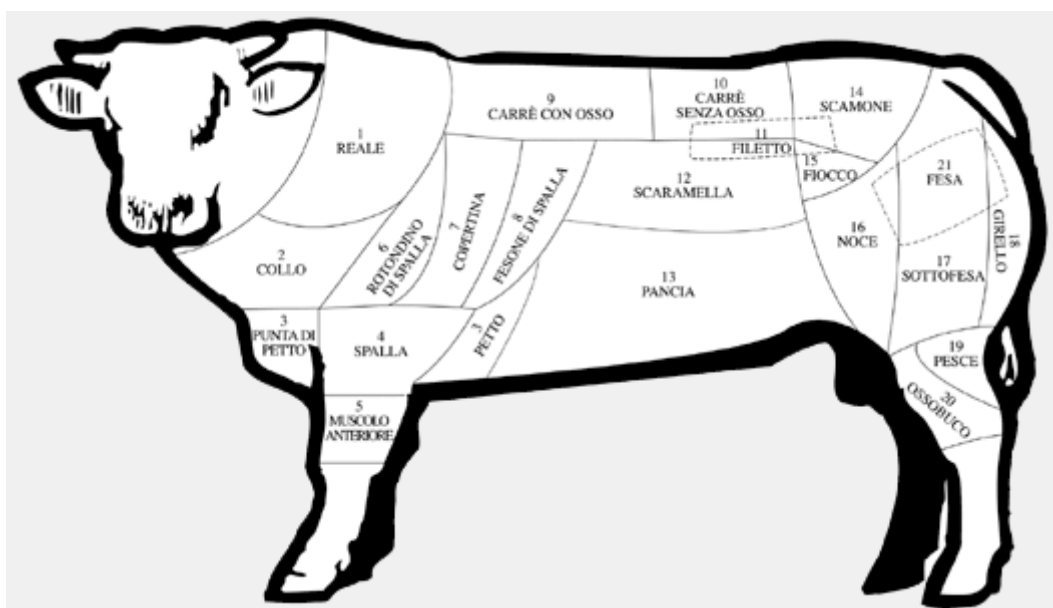 1
REALE
2
COLLO
3
PUNTA DI
PETTO
4
SPALLA
5
MUSCOLO
ANTERIORE
6
ROTONDINO
DI SPALLA
7
COPERTINA
8
FESONE DI SPALLA
3
PETTO
9
CARRÈ CON OSSO
10
CARRÈ
SENZA OSSO
11
FILETTO
12
SCARAMELLA
13
PANCIA
14
SCAMONE
15
FIOCCO
16
NOCE
17
SOTTOFESA
18
GIRELLO
19
PESCE
20
OSSOBUCO
21
FESA